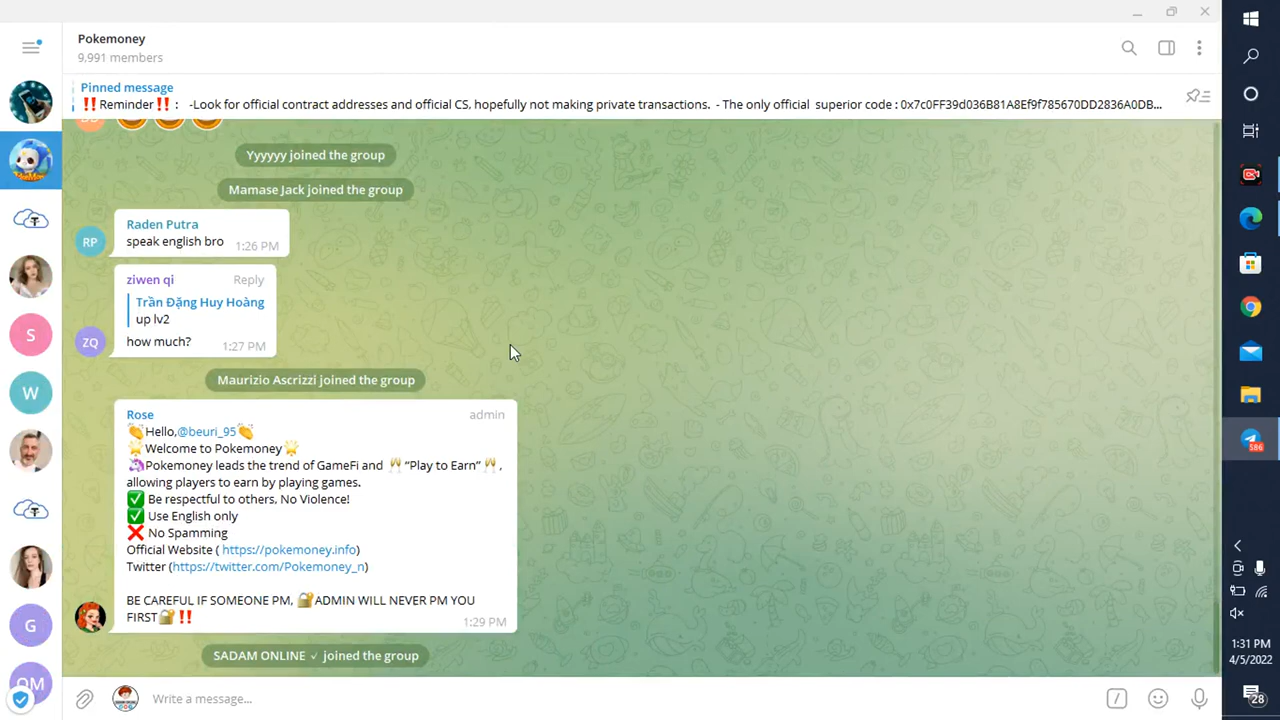 Pokemoney
9,991 members
Pinned message
‼️Reminder‼️ : -Look for official contract addresses and official CS, hopefully not making private transactions. - The only official superior code : 0x7c0FF39d036B81A8Ef9f785670DD2836A0DB...
Yyyyyy joined the group
Mamase Jack joined the group
Raden Putra
RP
speak english bro 1:26 PM
ziwen qi Reply
Trần Đặng Huy Hoàng
up lv2
ZQ
how much? 1:27 PM
Maurizio Ascrizzi joined the group
Rose admin
👏Hello,@beuri_95👏
🌟Welcome to Pokemoney🌟
🦄Pokemoney leads the trend of GameFi and 🥂“Play to Earn”🥂,
allowing players to earn by playing games.
✅ Be respectful to others, No Violence!
✅ Use English only
❌ No Spamming
Official Website ( https://pokemoney.info)
Twitter (https://twitter.com/Pokemoney_n)
BE CAREFUL IF SOMEONE PM, 🔐ADMIN WILL NEVER PM YOU
FIRST🔐‼️ 1:29 PM
SADAM ONLINE ✓ joined the group
Write a message...
S
W
G
OM
586
1:31 PM
4/5/2022
28